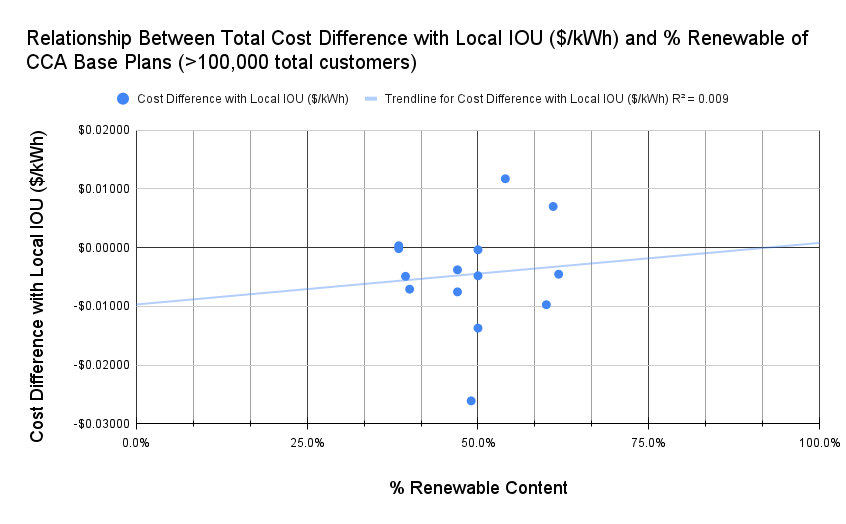 Relationship Between Total Cost Difference with Local IOU ($/kWh) and % Renewable of
CCA Base Plans (>100,000 total customers)
Cost Difference with Local IOU ($/kWh)
Trendline for Cost Difference with Local IOU ($/kWh) R² = 0.009
Cost Difference with Local IOU ($/kWh)
$0.02000
$0.01000
$0.00000
-$0.01000
-$0.02000
-$0.03000
0.0%
25.0%
50.0%
75.0%
100.0%
% Renewable Content